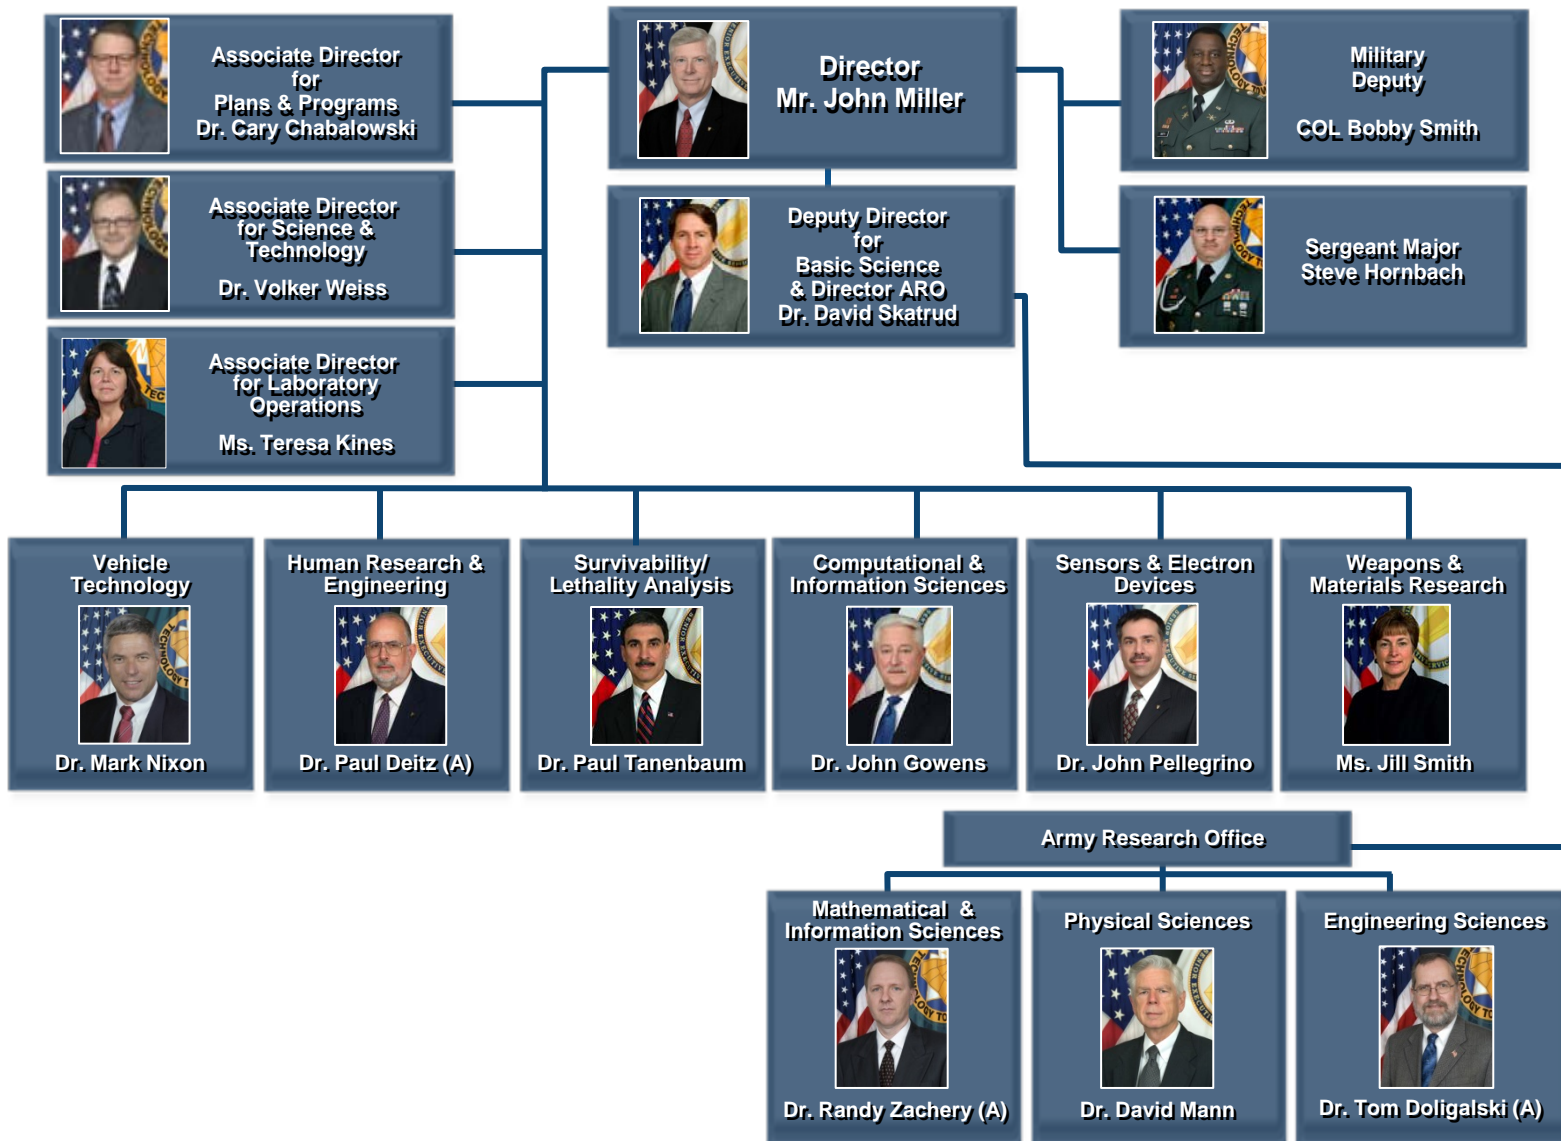 Associate Director
for
Plans & Programs
Dr. Cary Chabalowski
Director
Mr. John Miller
Military
Deputy
COL Bobby Smith
Associate Director
for Science &
Technology
Dr. Volker Weiss
Deputy Director
for
Basic Science
& Director ARO
Dr. David Skatrud
Sergeant Major
Steve Hornbach
Associate Director
for Laboratory
Operations
Ms. Teresa Kines
Vehicle
Technology
Dr. Mark Nixon
Human Research &
Engineering
Dr. Paul Deitz (A)
Survivability/
Lethality Analysis
Dr. Paul Tanenbaum
Computational &
Information Sciences
Dr. John Gowens
Sensors & Electron
Devices
Dr. John Pellegrino
Weapons &
Materials Research
Ms. Jill Smith
Army Research Office
Mathematical &
Information Sciences
Dr. Randy Zachery (A)
Physical Sciences
Dr. David Mann
Engineering Sciences
Dr. Tom Doligalski (A)